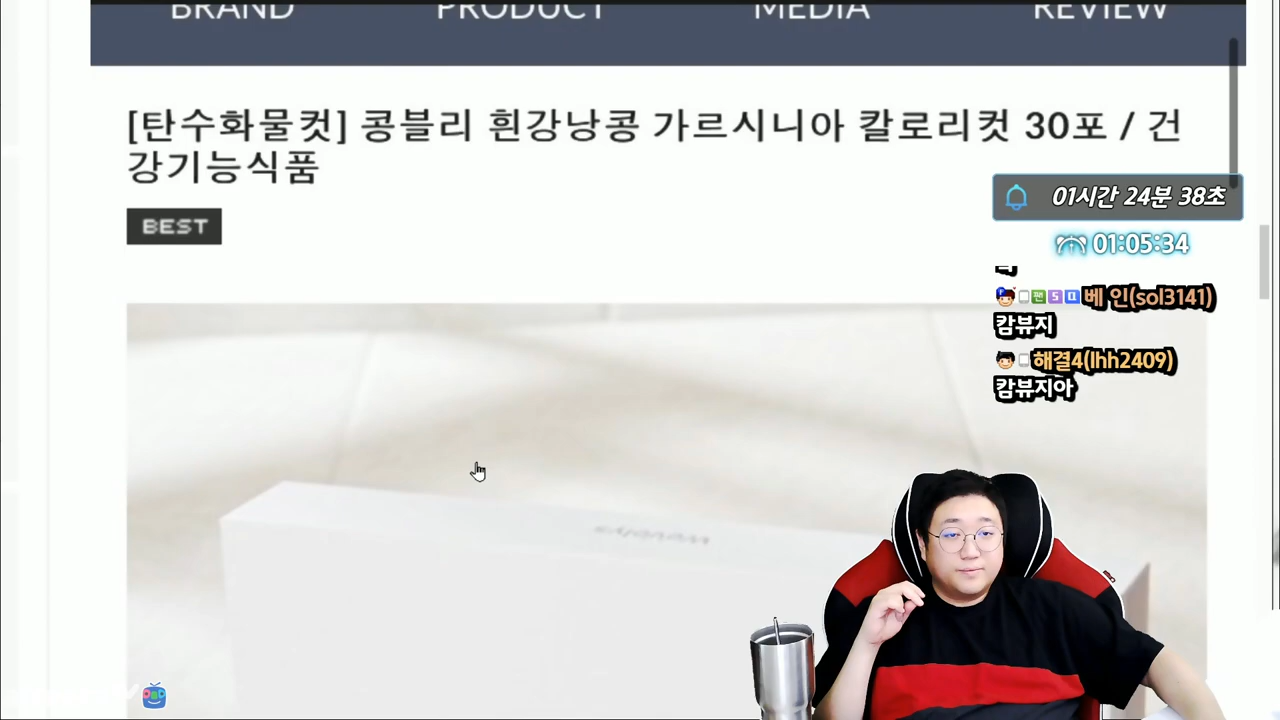 BRAND PRODUCT MEDIA REVIEW
[탄수화물컷] 콩블리 흰강낭콩 가르시니아 칼로리컷 30포 / 건
강기능식품
BEST
01시간 24분 38초
01:05:34
팬 S 베 인(sol3141)
캄뷰지
해결4(lhh2409)
캄뷰지아